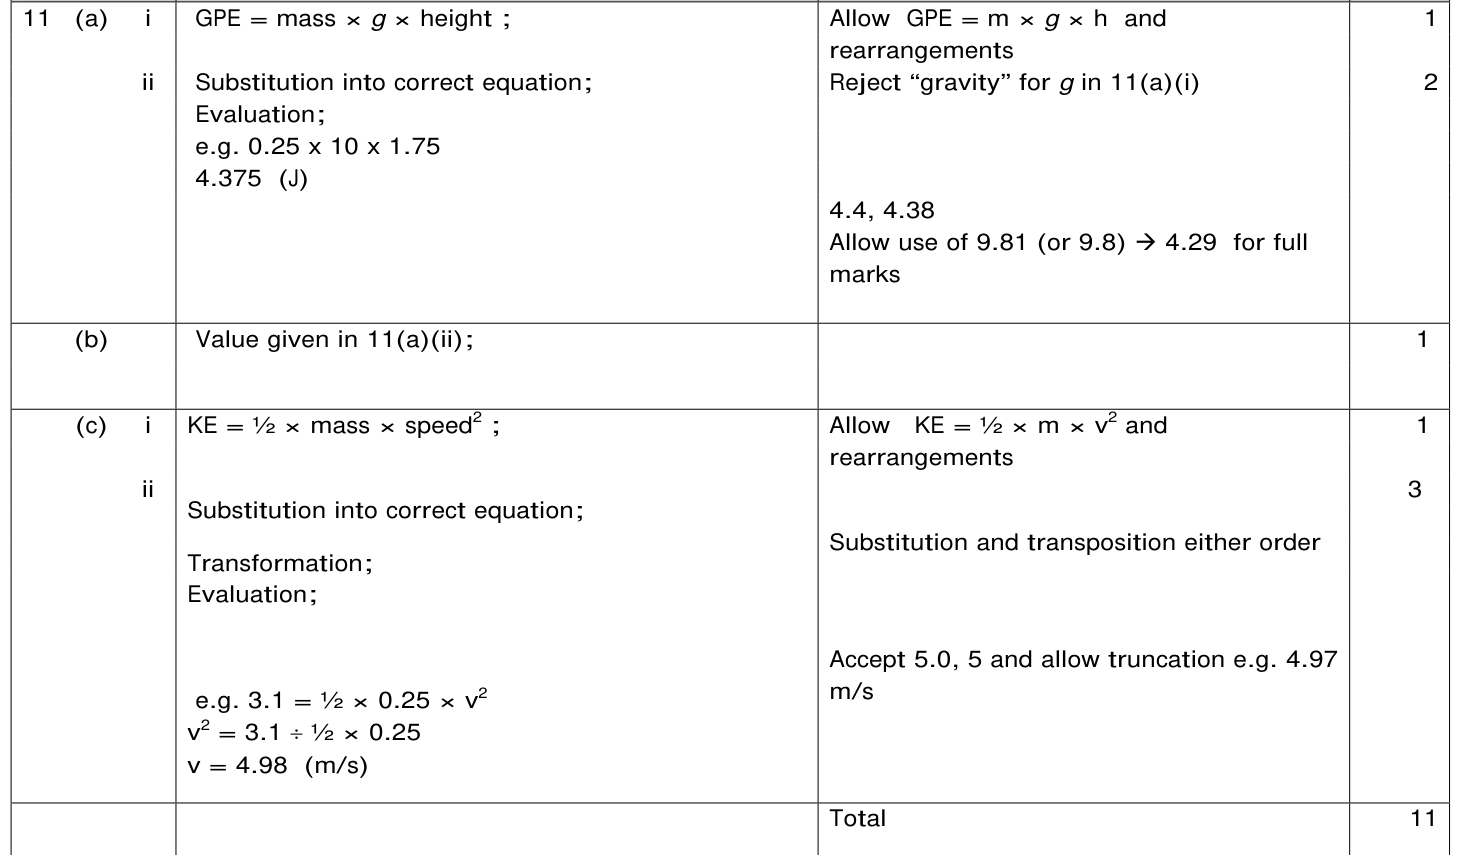 11 (a) i GPE = mass × g × height ; Allow GPE = m × g × h and 1
rearrangements
ii Substitution into correct equation; Reject “gravity” for g in 11(a)(i) 2
Evaluation;
e.g. 0.25 x 10 x 1.75
4.375 (J)
4.4, 4.38
Allow use of 9.81 (or 9.8) → 4.29 for full
marks
(b) Value given in 11(a)(ii); 1
(c) i KE = ½ × mass × speed² ; Allow KE = ½ × m × v² and 1
rearrangements
ii 3
Substitution into correct equation;
Substitution and transposition either order
Transformation;
Evaluation;
Accept 5.0, 5 and allow truncation e.g. 4.97
m/s
e.g. 3.1 = ½ × 0.25 × v²
v² = 3.1 ÷ ½ × 0.25
v = 4.98 (m/s)
Total 11